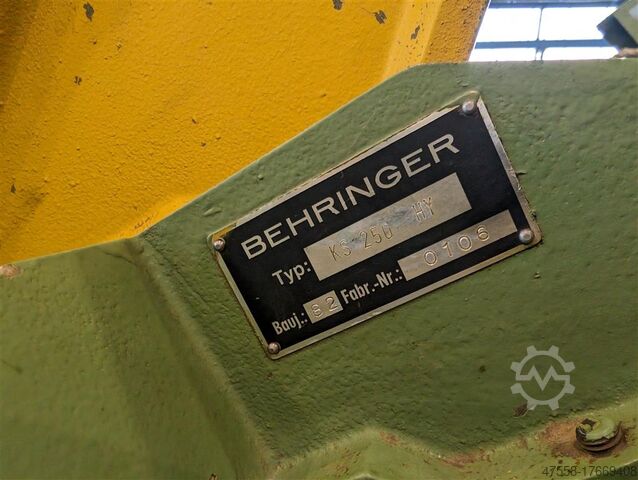 BEHRINGER
Typ: KS 250 HY
Bauj.: 82 Fabr.-Nr.: 0106
47558-17669408